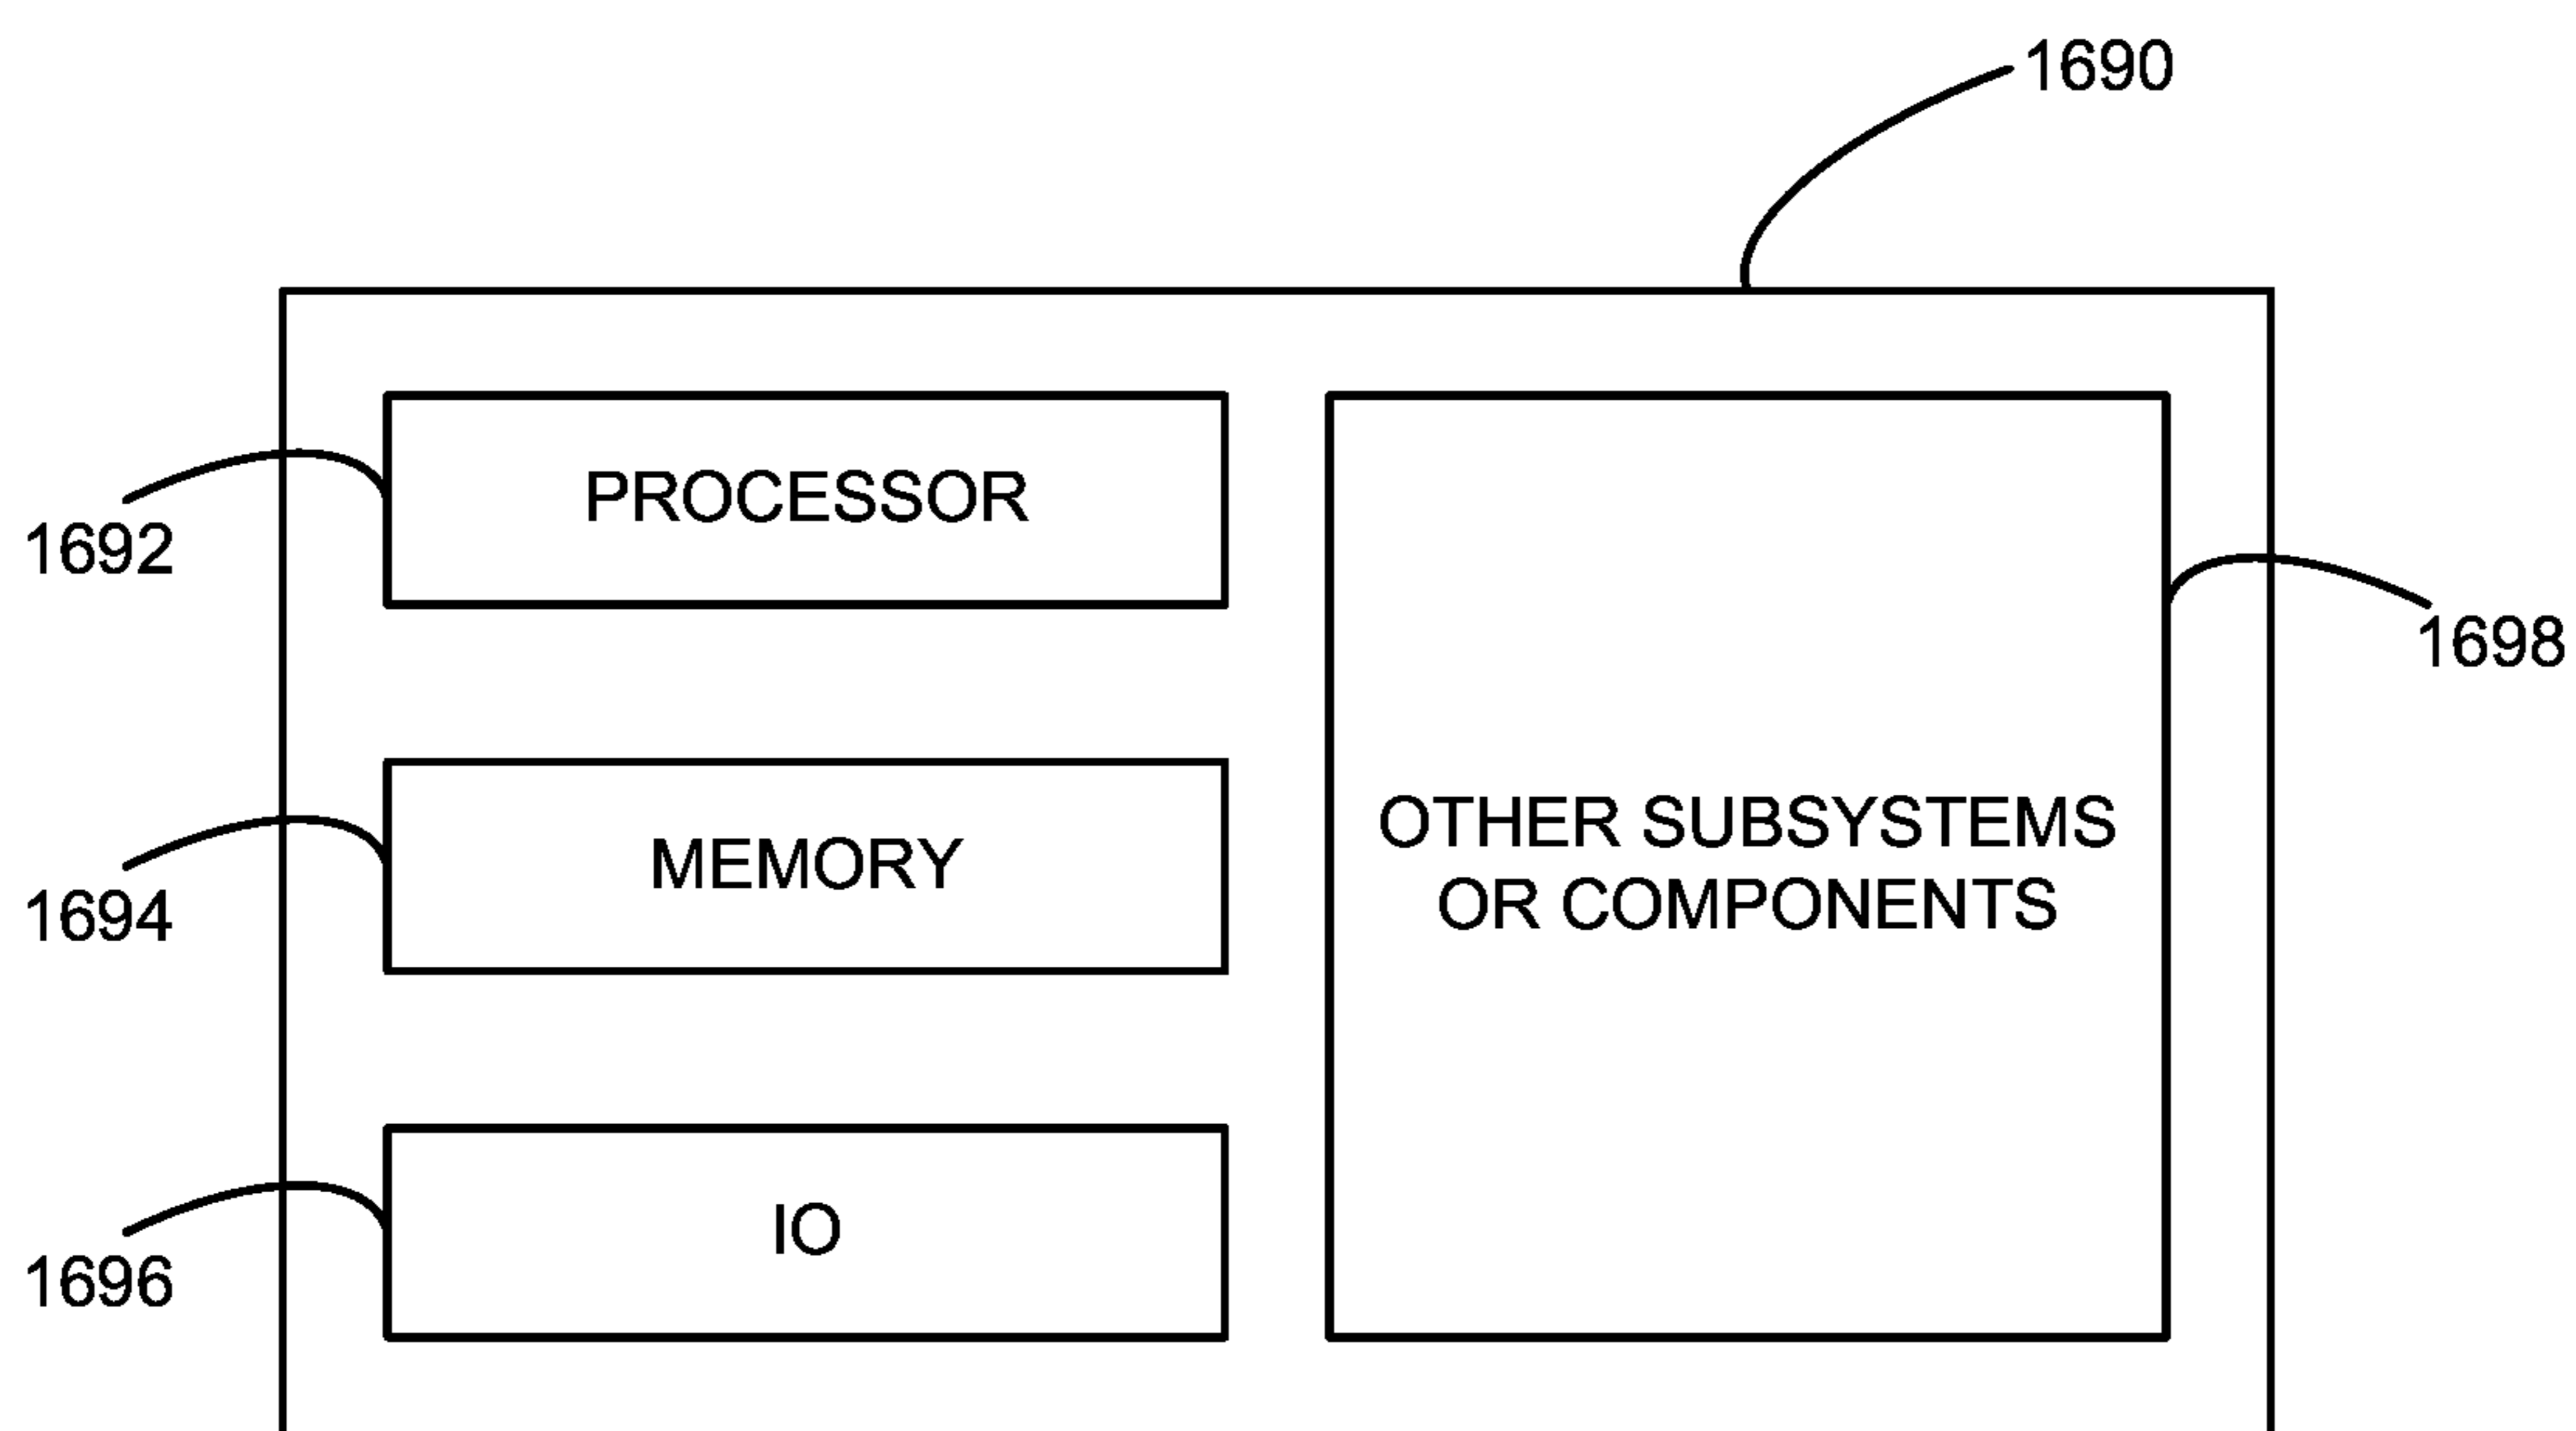 1690
PROCESSOR
1692
1698
OTHER SUBSYSTEMS
OR COMPONENTS
MEMORY
1694
IO
1696